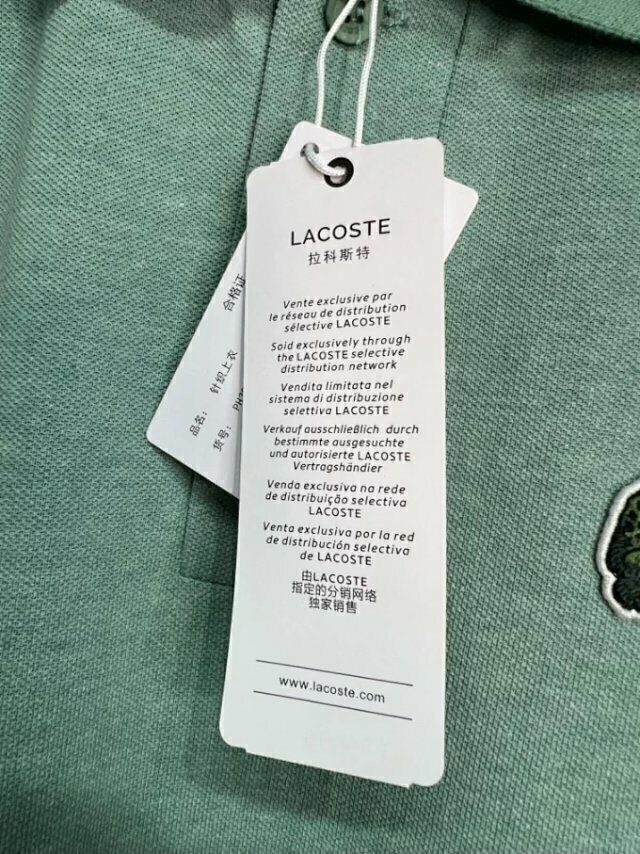 LACOSTE
拉科斯特
Vente exclusive par
le réseau de distribution
sélective LACOSTE
Soid exclusively through
the LACOSTE selective
distribution network
Vendita limitata nel
sistema di distribuzione
selettiva LACOSTE
Verkauf ausschließlich durch
bestimmte ausgesuchte
und autorisierte LACOSTE
Vertragshändier
Venda exclusiva na rede
de distribuição selectiva
LACOSTE
Venta exclusiva por la red
de distribución selectiva
de LACOSTE
由LACOSTE
指定的分销网络
独家销售
www.lacoste.com
合格证
品名： 针织上衣
货号：